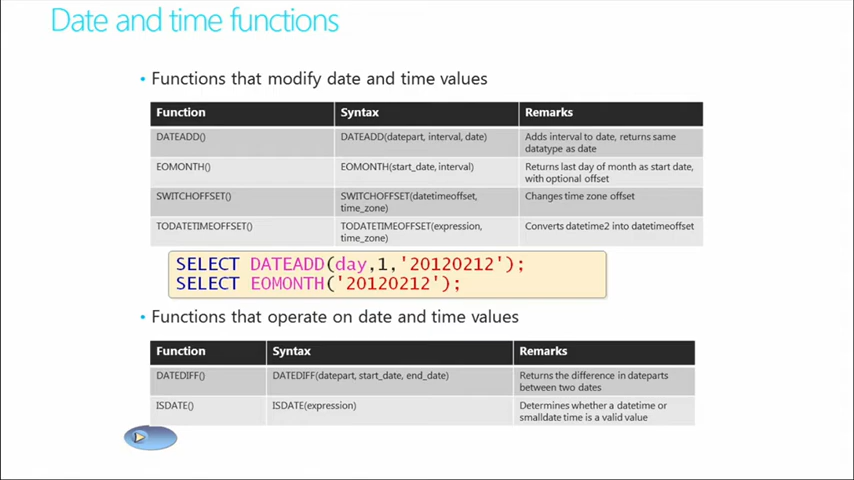 Date and time functions
• Functions that modify date and time values
Function Syntax Remarks
DATEADD() DATEADD(datepart, interval, date) Adds interval to date, returns same
datatype as date
EOMONTH() EOMONTH(start_date, interval) Returns last day of month as start date,
with optional offset
SWITCHOFFSET() SWITCHOFFSET(datetimeoffset, Changes time zone offset
time_zone)
TODATETIMEOFFSET() TODATETIMEOFFSET(expression, Converts datetime2 into datetimeoffset
time_zone)
SELECT DATEADD(day,1,'20120212');
SELECT EOMONTH('20120212');
• Functions that operate on date and time values
Function Syntax Remarks
DATEDIFF() DATEDIFF(datepart, start_date, end_date) Returns the difference in dateparts
between two dates
ISDATE() ISDATE(expression) Determines whether a datetime or
smalldate time is a valid value